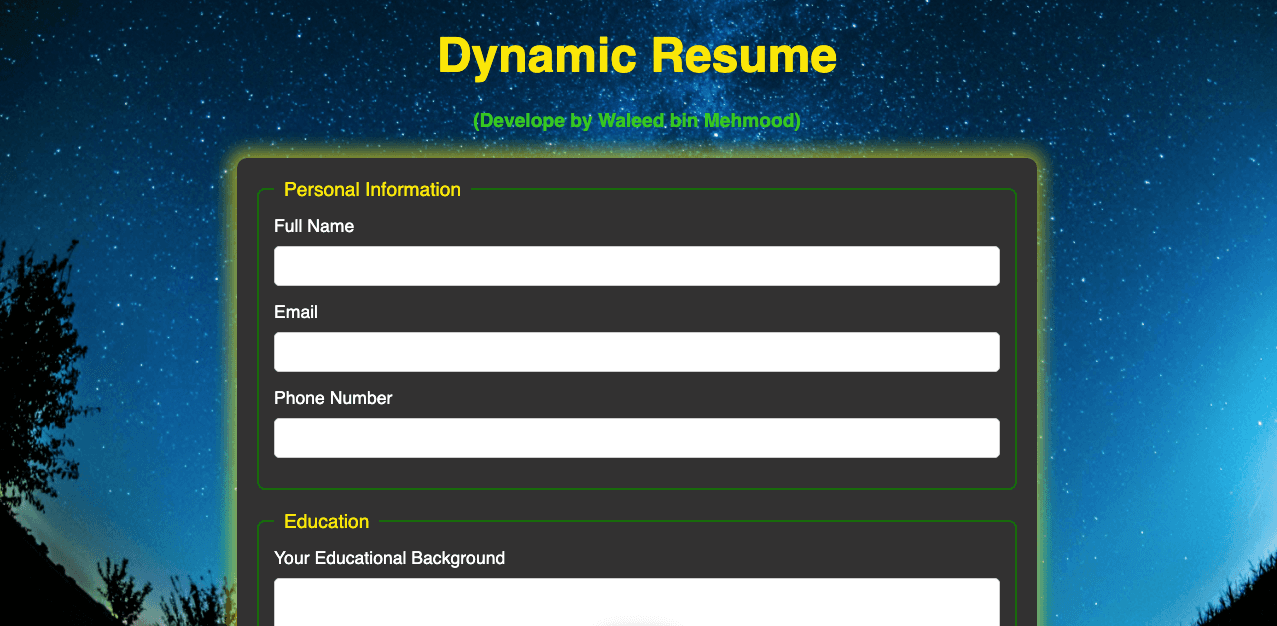 Dynamic Resume
(Develope by Waleed bin Mehmood)
Personal Information
Full Name
Email
Phone Number
Education
Your Educational Background